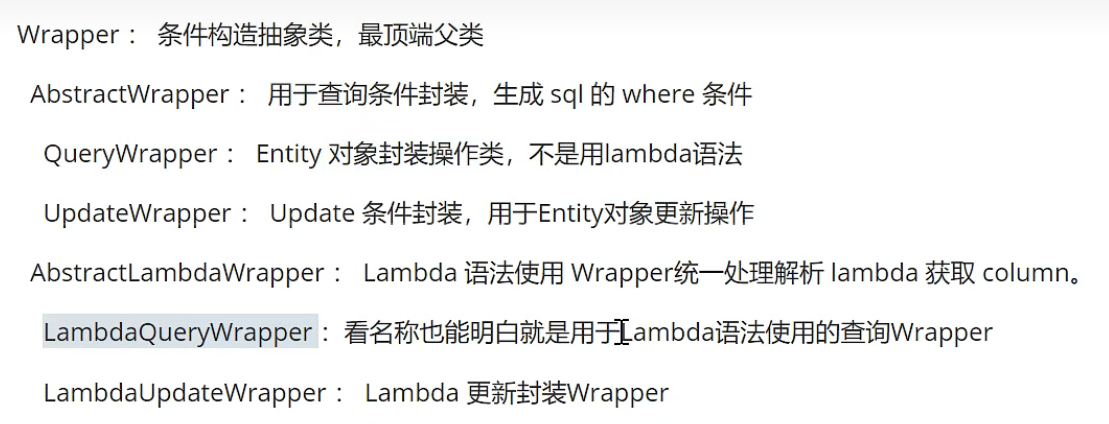 Wrapper： 条件构造抽象类，最顶端父类
AbstractWrapper： 用于查询条件封装，生成 sql 的 where 条件
QueryWrapper： Entity 对象封装操作类，不是用lambda语法
UpdateWrapper： Update 条件封装，用于Entity对象更新操作
AbstractLambdaWrapper： Lambda 语法使用 Wrapper统一处理解析 lambda 获取 column。
LambdaQueryWrapper：看名称也能明白就是用于Lambda语法使用的查询Wrapper
LambdaUpdateWrapper： Lambda 更新封装Wrapper